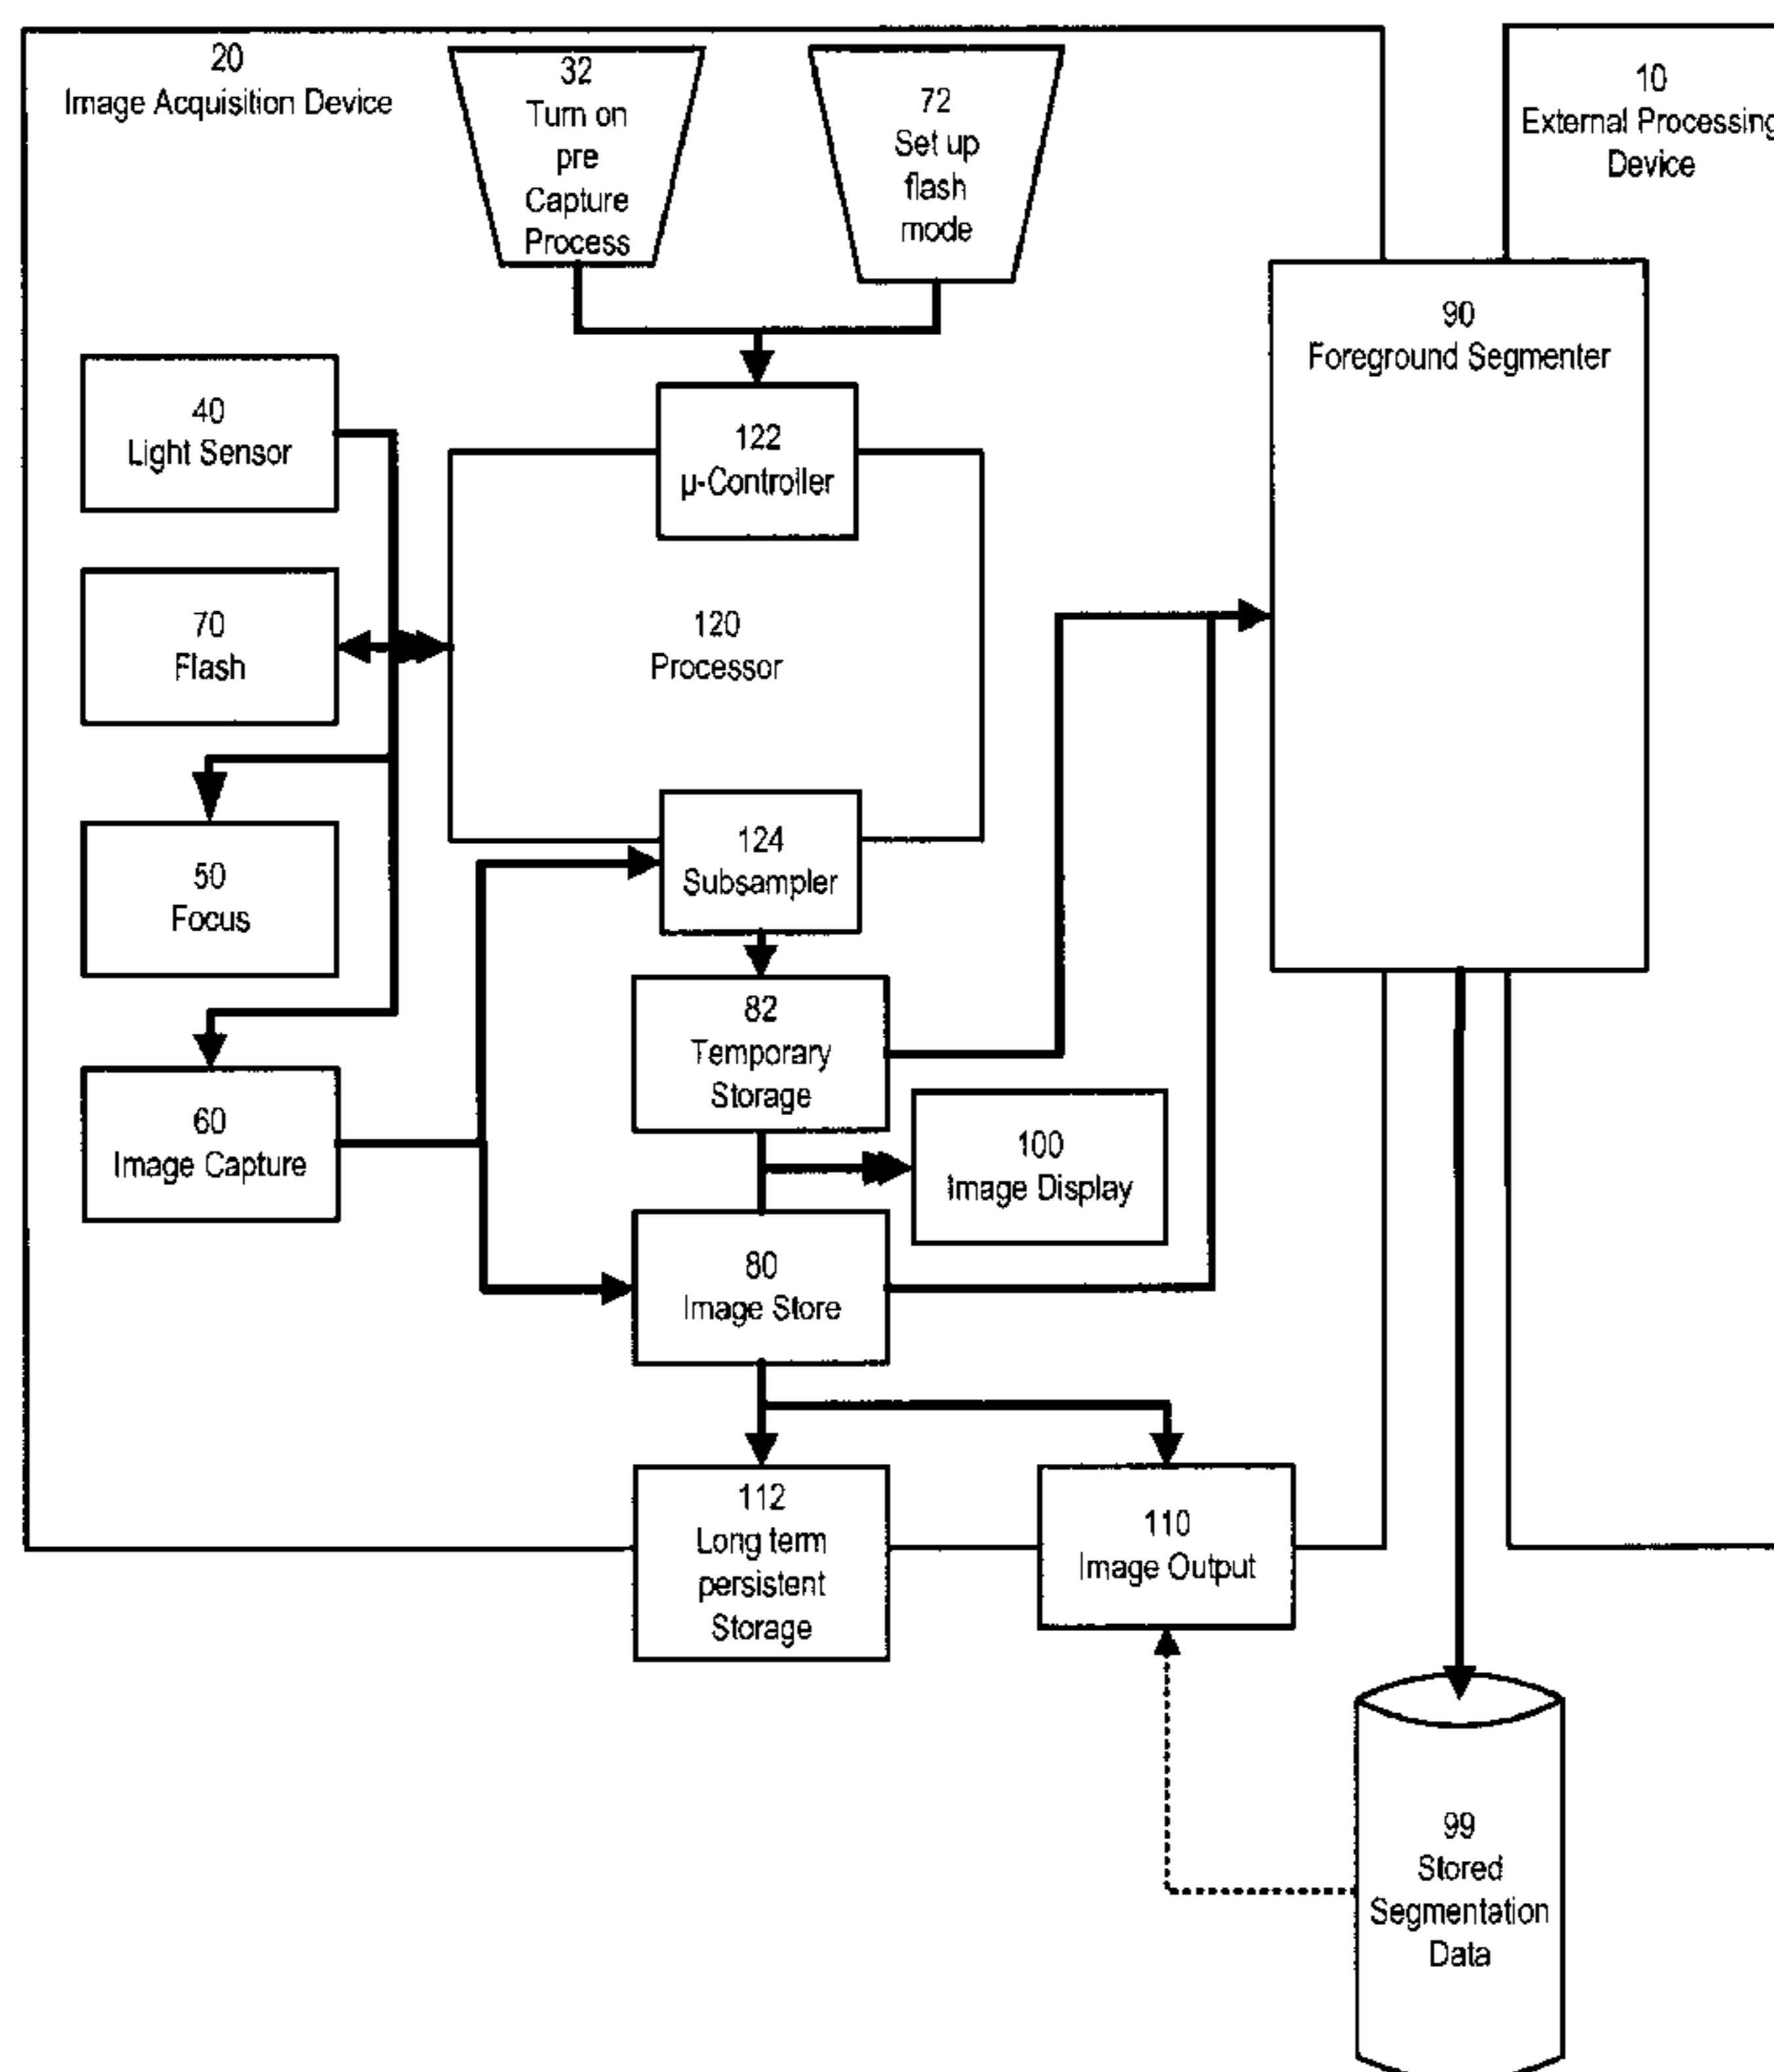 20
Image Acquisition Device
32
Turn on
pre
Capture
Process
72
Set up
flash
mode
10
External Processing
Device
90
Foreground Segmenter
40
Light Sensor
122
µ-Controller
70
Flash
120
Processor
50
Focus
124
Subsampler
82
Temporary
Storage
60
Image Capture
100
Image Display
80
Image Store
112
Long term
persistent
Storage
110
Image Output
99
Stored
Segmentation
Data